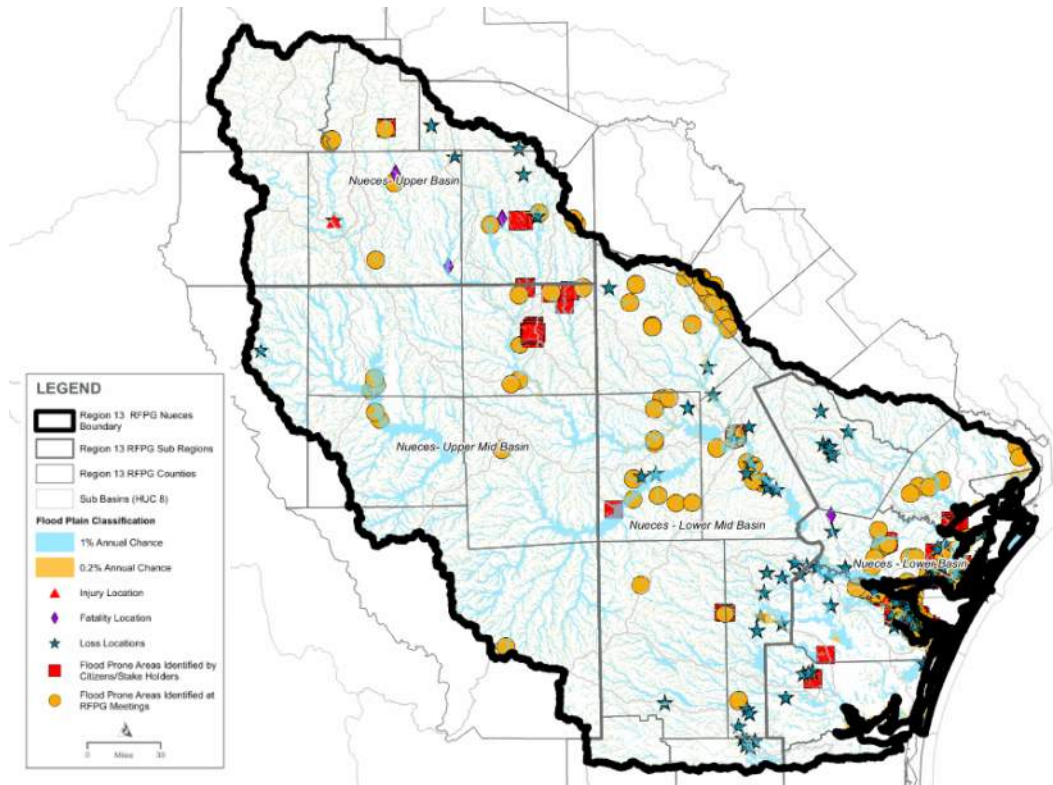 Nueces- Upper Basin
Nueces- Upper Mid Basin
Nueces - Lower Mid Basin
Nueces - Lower Basin
LEGEND
Region 13 RFPG Nueces
Boundary
Region 13 RFPG Sub Regions
Region 13 RFPG Counties
Sub Basins (HUC 8)
Flood Plain Classification
1% Annual Chance
0.2% Annual Chance
Injury Location
Fatality Location
Loss Locations
Flood Prone Areas Identified by
Citizens/Stake Holders
Flood Prone Areas Identified at
RFPG Meetings
0 30
Miles